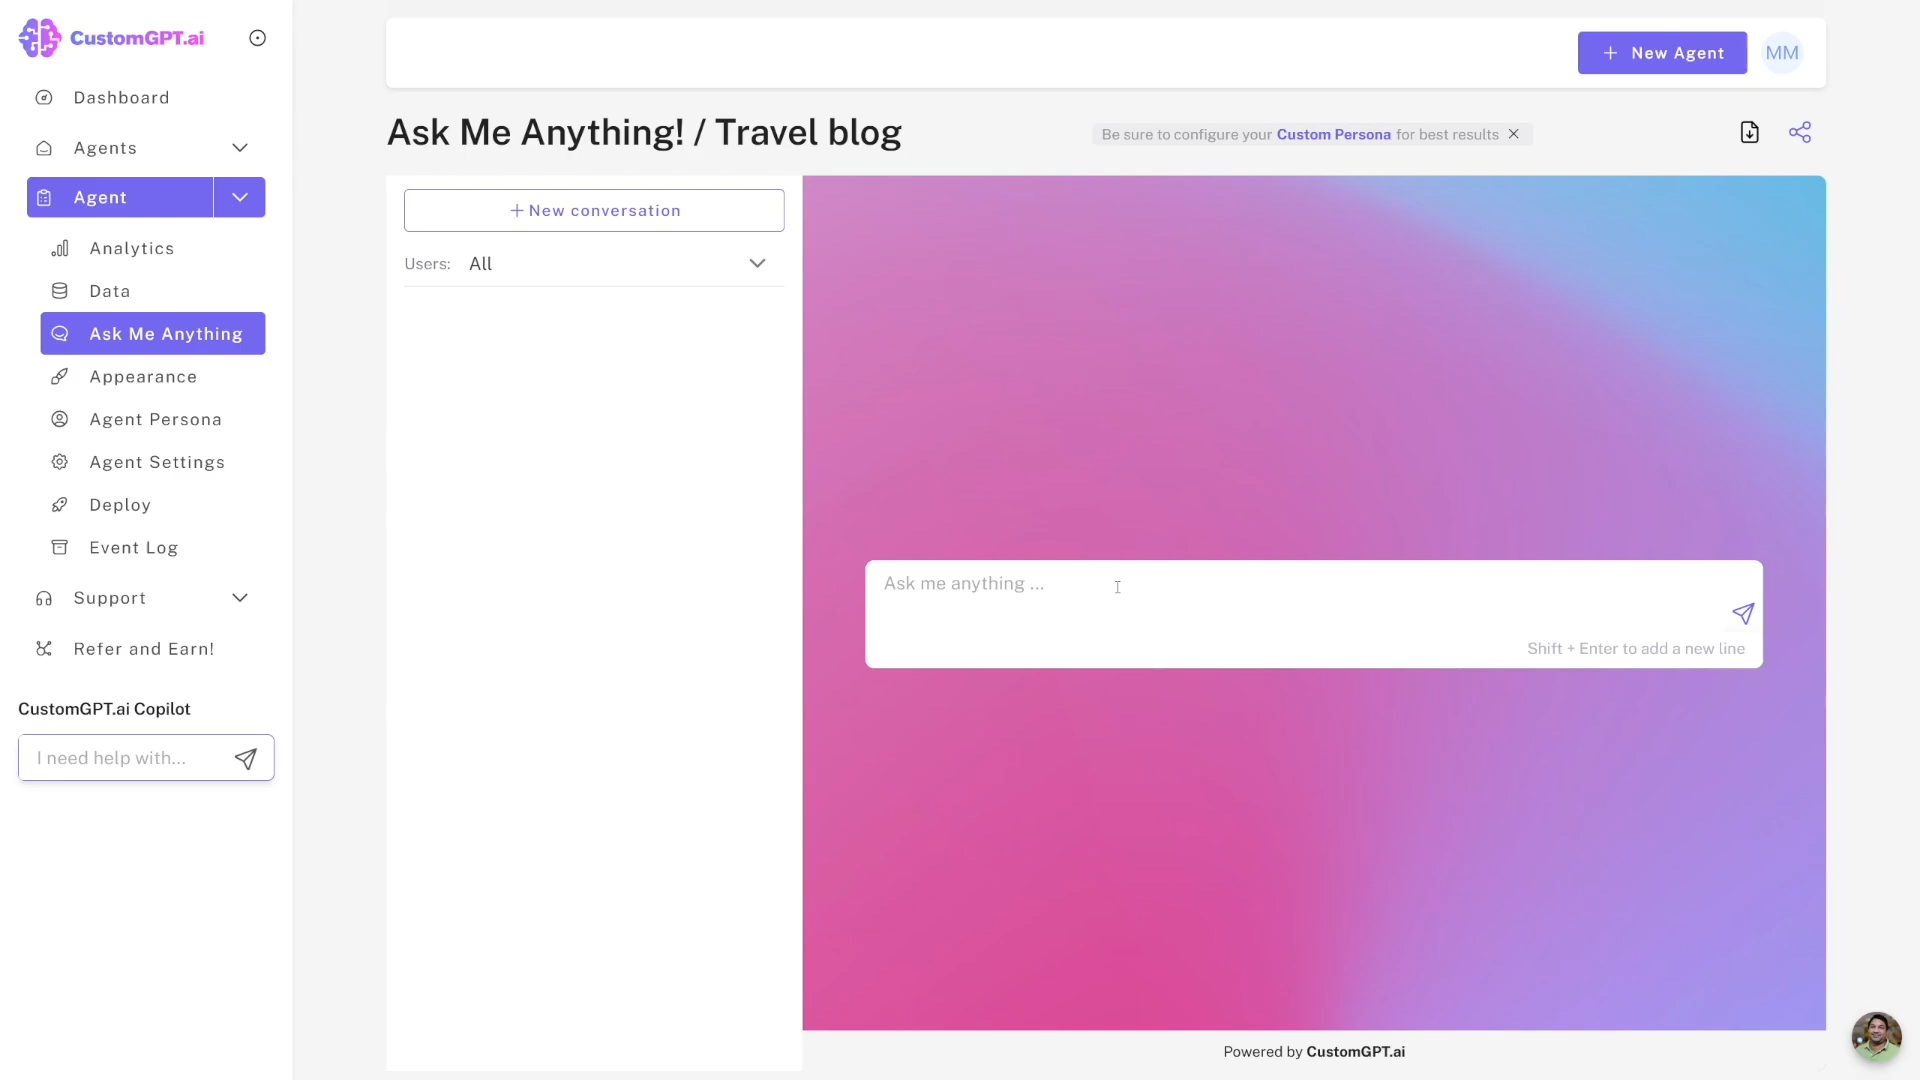 CustomGPT.ai
Dashboard
Agents
Agent
Analytics
Data
Ask Me Anything
Appearance
Agent Persona
Agent Settings
Deploy
Event Log
Support
Refer and Earn!
CustomGPT.ai Copilot
I need help with...
New Agent
MM
Ask Me Anything! / Travel blog
Be sure to configure your Custom Persona for best results
New conversation
Users: All
Ask me anything ...
Shift + Enter to add a new line
Powered by CustomGPT.ai